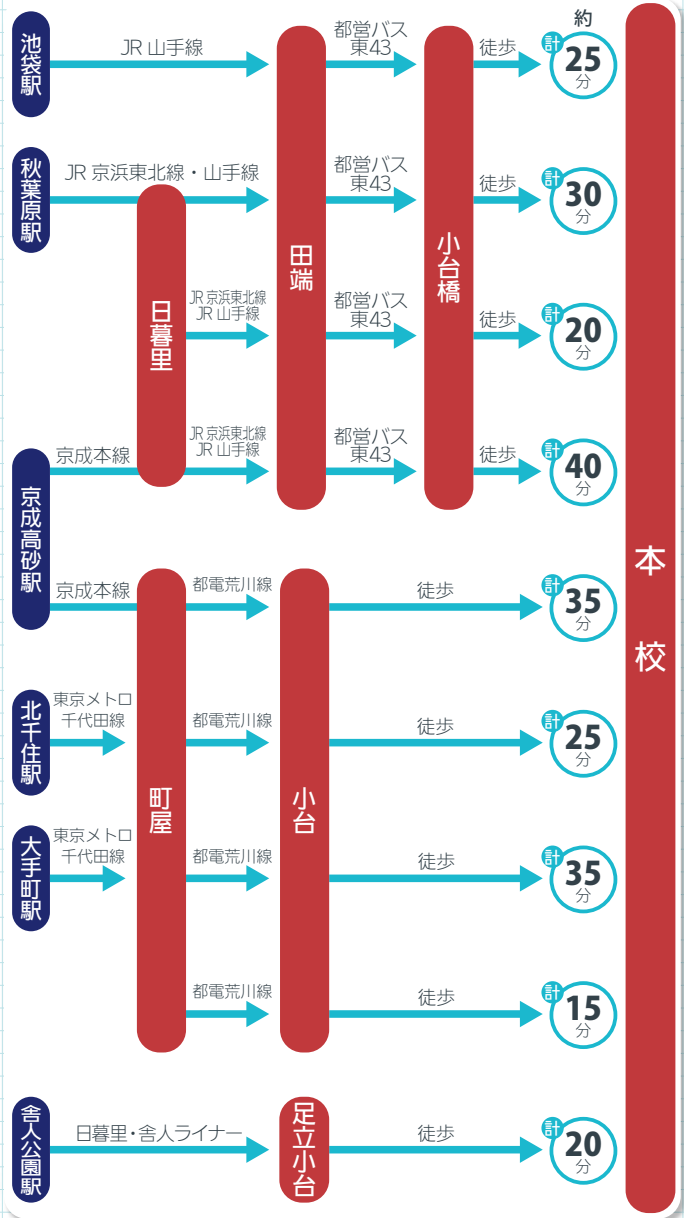 約
池袋駅
JR 山手線
都営バス
東43
徒歩
計
25
分
秋葉原駅
JR 京浜東北線・山手線
都営バス
東43
徒歩
計
30
分
日暮里
JR 京浜東北線
JR 山手線
田端
都営バス
東43
小台橋
徒歩
計
20
分
京成高砂駅
京成本線
JR 京浜東北線
JR 山手線
都営バス
東43
徒歩
計
40
分
京成本線
都電荒川線
徒歩
計
35
分
本校
北千住駅
東京メトロ
千代田線
町屋
都電荒川線
小台
徒歩
計
25
分
大手町駅
東京メトロ
千代田線
都電荒川線
徒歩
計
35
分
都電荒川線
徒歩
計
15
分
舎人公園駅
日暮里・舎人ライナー
足立小台
徒歩
計
20
分